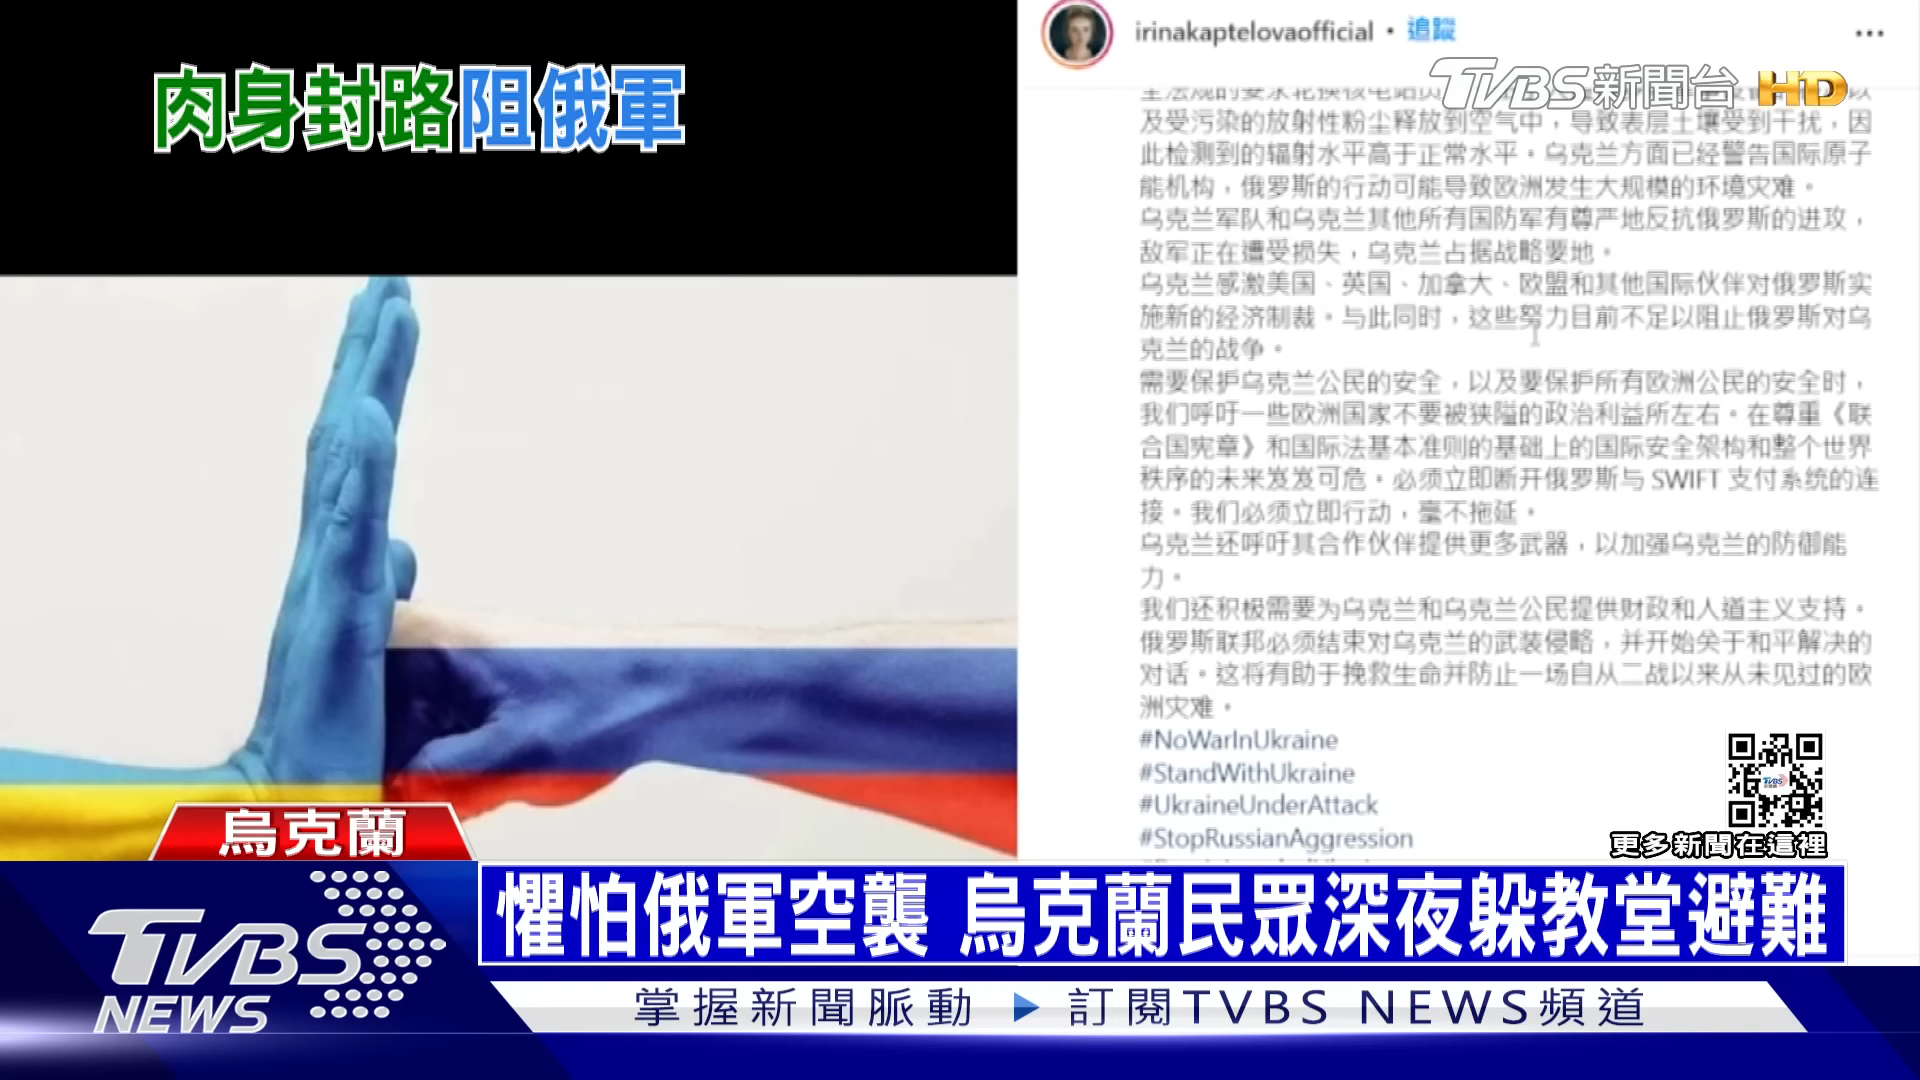 肉身封路阻俄軍
irinakaptelovaofficial • 追蹤
TVBS新聞台 HD
及受污染的放射性粉尘释放到空气中，导致表层土壤受到干扰，因
此检测到的辐射水平高于正常水平。乌克兰方面已经警告国际原子
能机构，俄罗斯的行动可能导致欧洲发生大规模的环境灾难。
乌克兰军队和乌克兰其他所有国防军有尊严地反抗俄罗斯的进攻，
敌军正在遭受损失，乌克兰占据战略要地。
乌克兰感激美国、英国、加拿大、欧盟和其他国际伙伴对俄罗斯实
施新的经济制裁。与此同时，这些努力目前不足以阻止俄罗斯对乌
克兰的战争。
需要保护乌克兰公民的安全，以及要保护所有欧洲公民的安全时，
我们呼吁一些欧洲国家不要被狭隘的政治利益所左右。在尊重《联
合国宪章》和国际法基本准则的基础上的国际安全架构和整个世界
秩序的未来岌岌可危。必须立即断开俄罗斯与 SWIFT 支付系统的连
接。我们必须立即行动，毫不拖延。
乌克兰还呼吁其合作伙伴提供更多武器，以加强乌克兰的防御能
力。
我们还积极需要为乌克兰和乌克兰公民提供财政和人道主义支持。
俄罗斯联邦必须结束对乌克兰的武装侵略，并开始关于和平解决的
对话。这将有助于挽救生命并防止一场自从二战以来从未见过的欧
洲灾难。
#NoWarInUkraine
#StandWithUkraine
#UkraineUnderAttack
#StopRussianAggression
TVBS
更多新聞在這裡
烏克蘭
懼怕俄軍空襲 烏克蘭民眾深夜躲教堂避難
TVBS NEWS
掌握新聞脈動 ▶ 訂閱TVBS NEWS頻道